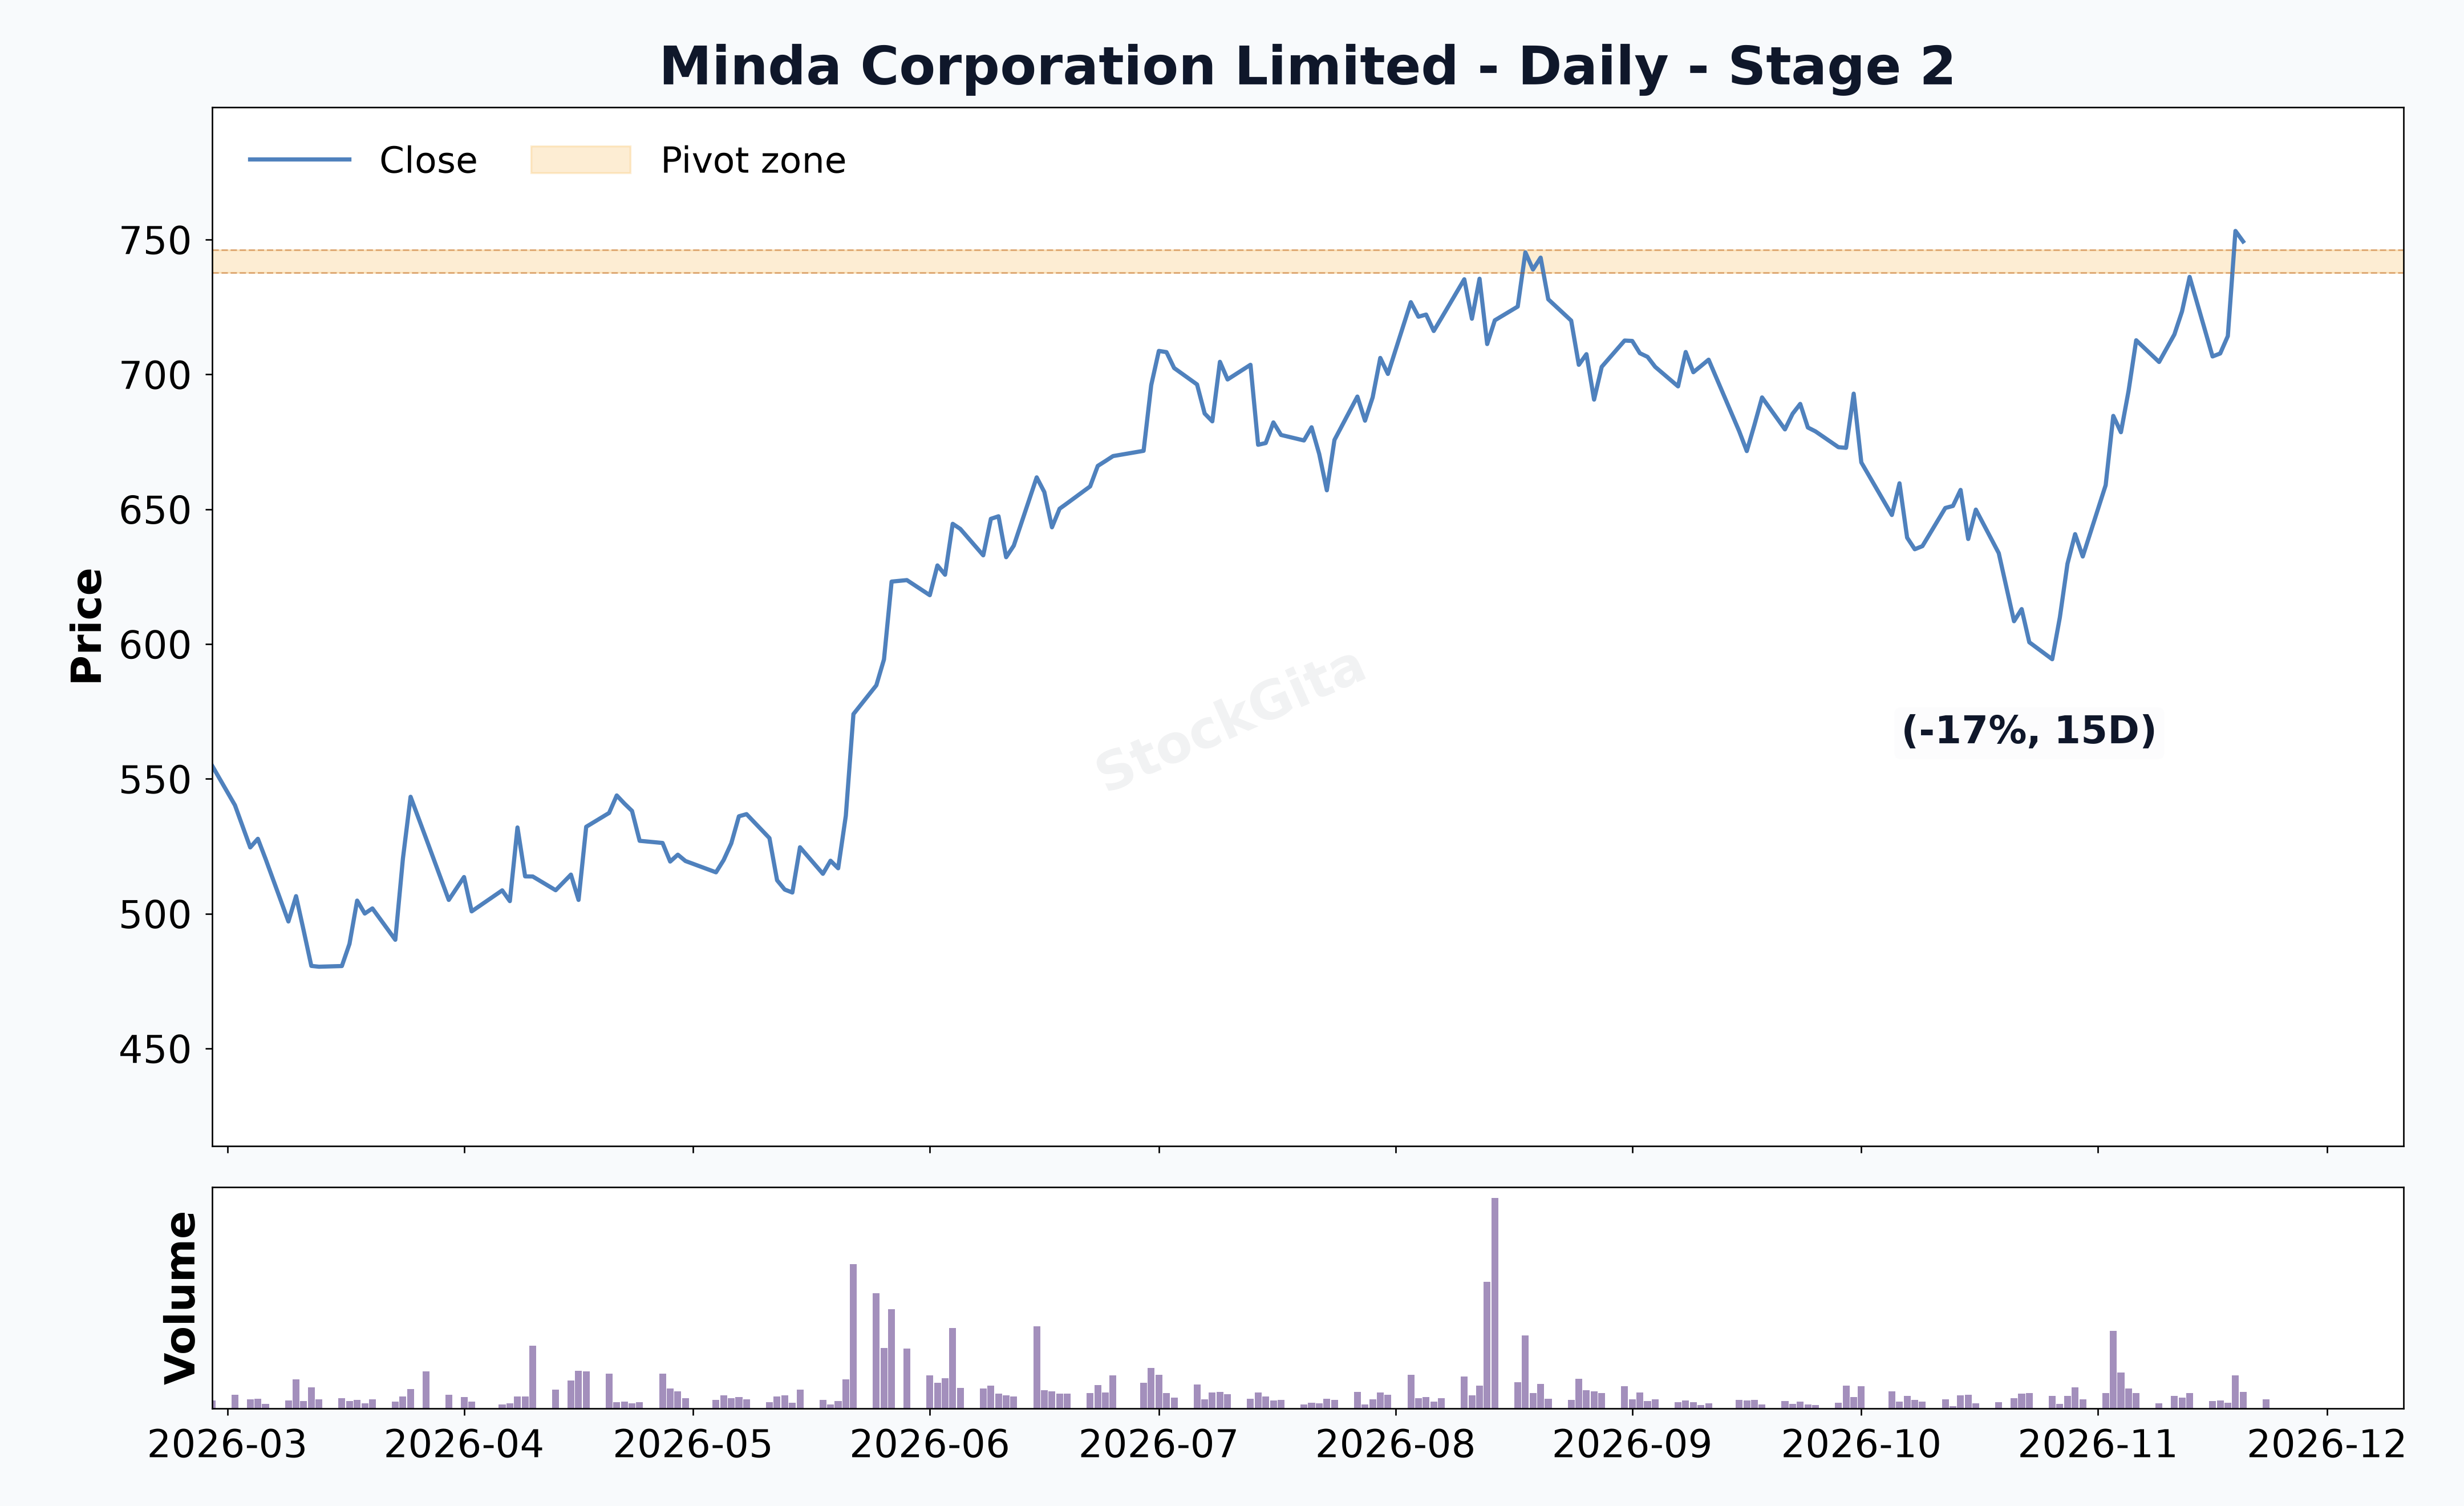 Minda Corporation Limited - Daily - Stage 2
Close
Pivot zone
750
700
650
600
550
500
450
Price
StockGita
(-17%, 15D)
Volume
2026-03
2026-04
2026-05
2026-06
2026-07
2026-08
2026-09
2026-10
2026-11
2026-12